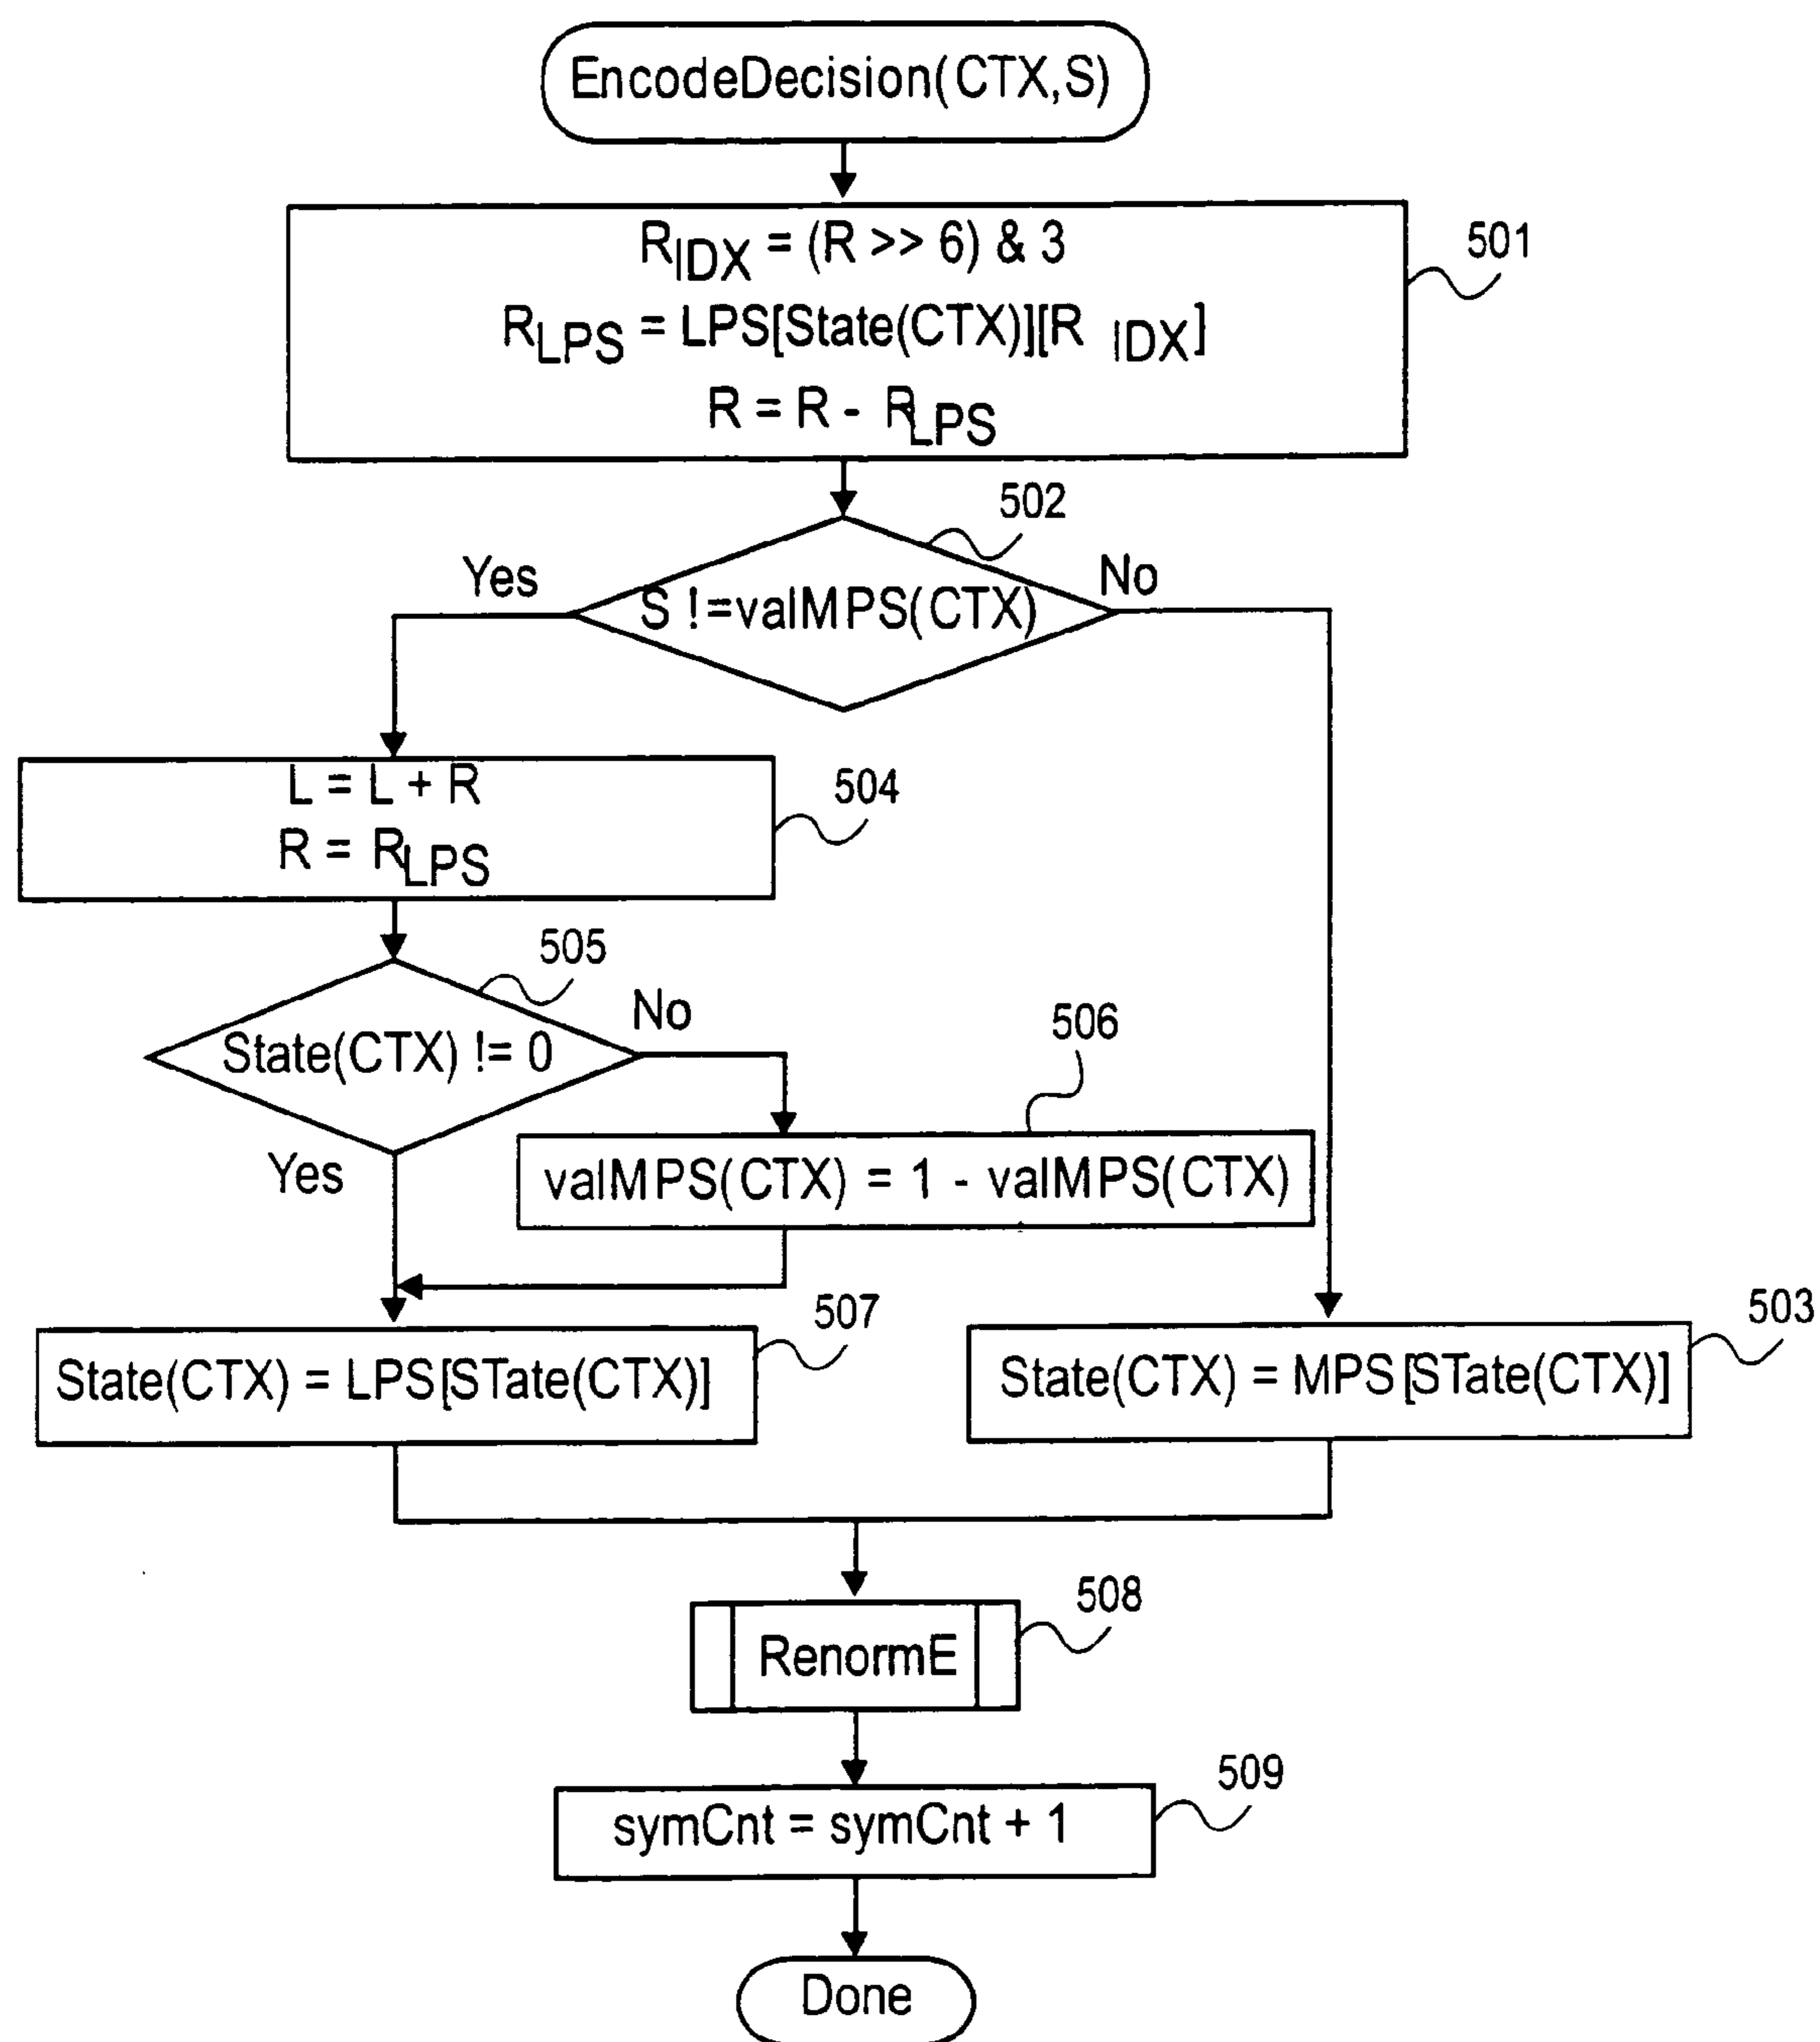 EncodeDecision(CTX,S)
RIDX = (R >> 6) & 3
501
RLPS = LPS[State(CTX)][R IDX]
R = R - RLPS
502
Yes
No
S !=valMPS(CTX)
L = L + R
504
R = RLPS
505
No
State(CTX) != 0
506
Yes
valMPS(CTX) = 1 - valMPS(CTX)
507
503
State(CTX) = LPS[STate(CTX)]
State(CTX) = MPS[STate(CTX)]
508
RenormE
509
symCnt = symCnt + 1
Done